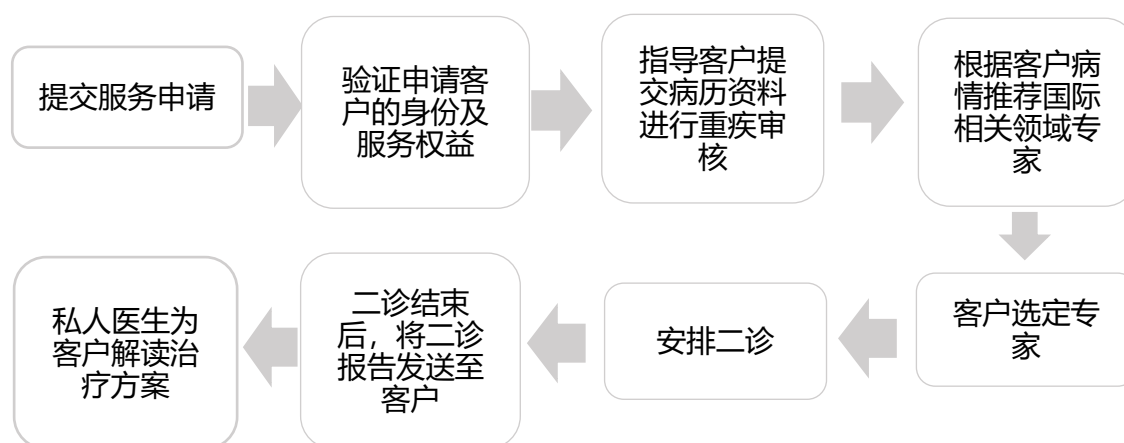 提交服务申请
验证申请客
户的身份及
服务权益
指导客户提
交病历资料
进行重疾审
核
根据客户病
情推荐国际
相关领域专
家
客户选定专
家
安排二诊
二诊结束
后，将二诊
报告发送至
客户
私人医生为
客户解读治
疗方案